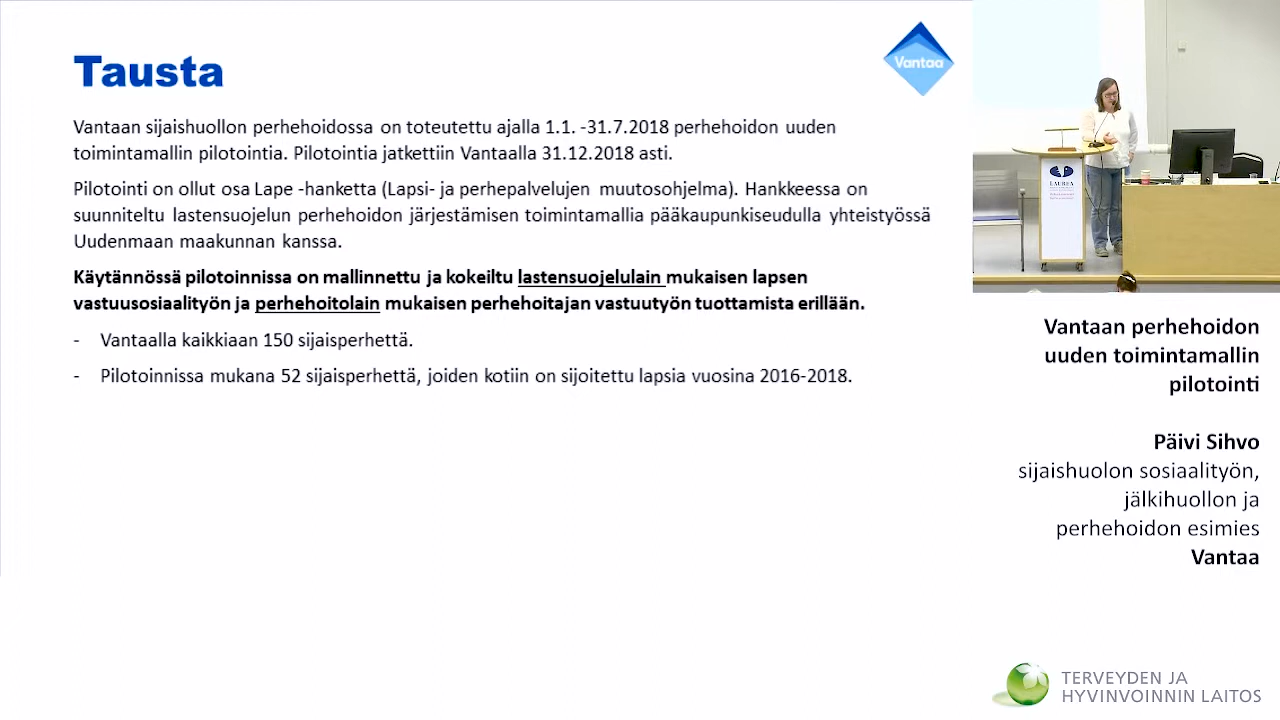 Tausta
Vantaa
Vantaan sijaishuollon perhehoidossa on toteutettu ajalla 1.1. -31.7.2018 perhehoidon uuden
toimintamallin pilotointia. Pilotointia jatkettiin Vantaalla 31.12.2018 asti.
Pilotointi on ollut osa Lape -hanketta (Lapsi- ja perhepalvelujen muutosohjelma). Hankkeessa on
suunniteltu lastensuojelun perhehoidon järjestämisen toimintamallia pääkaupunkiseudulla yhteistyössä
Uudenmaan maakunnan kanssa.
Käytännössä pilotoinnissa on mallinnettu ja kokeiltu lastensuojelulain mukaisen lapsen
vastuusosiaalityön ja perhehoitolain mukaisen perhehoitajan vastuutyön tuottamista erillään.
- Vantaalla kaikkiaan 150 sijaisperhettä.
- Pilotoinnissa mukana 52 sijaisperhettä, joiden kotiin on sijoitettu lapsia vuosina 2016-2018.
LAUREA
Vantaan perhehoidon
uuden toimintamallin
pilotointi
Päivi Sihvo
sijaishuolon sosiaalityön,
jälkihuollon ja
perhehoidon esimies
Vantaa
TERVEYDEN JA
HYVINVOINNIN LAITOS